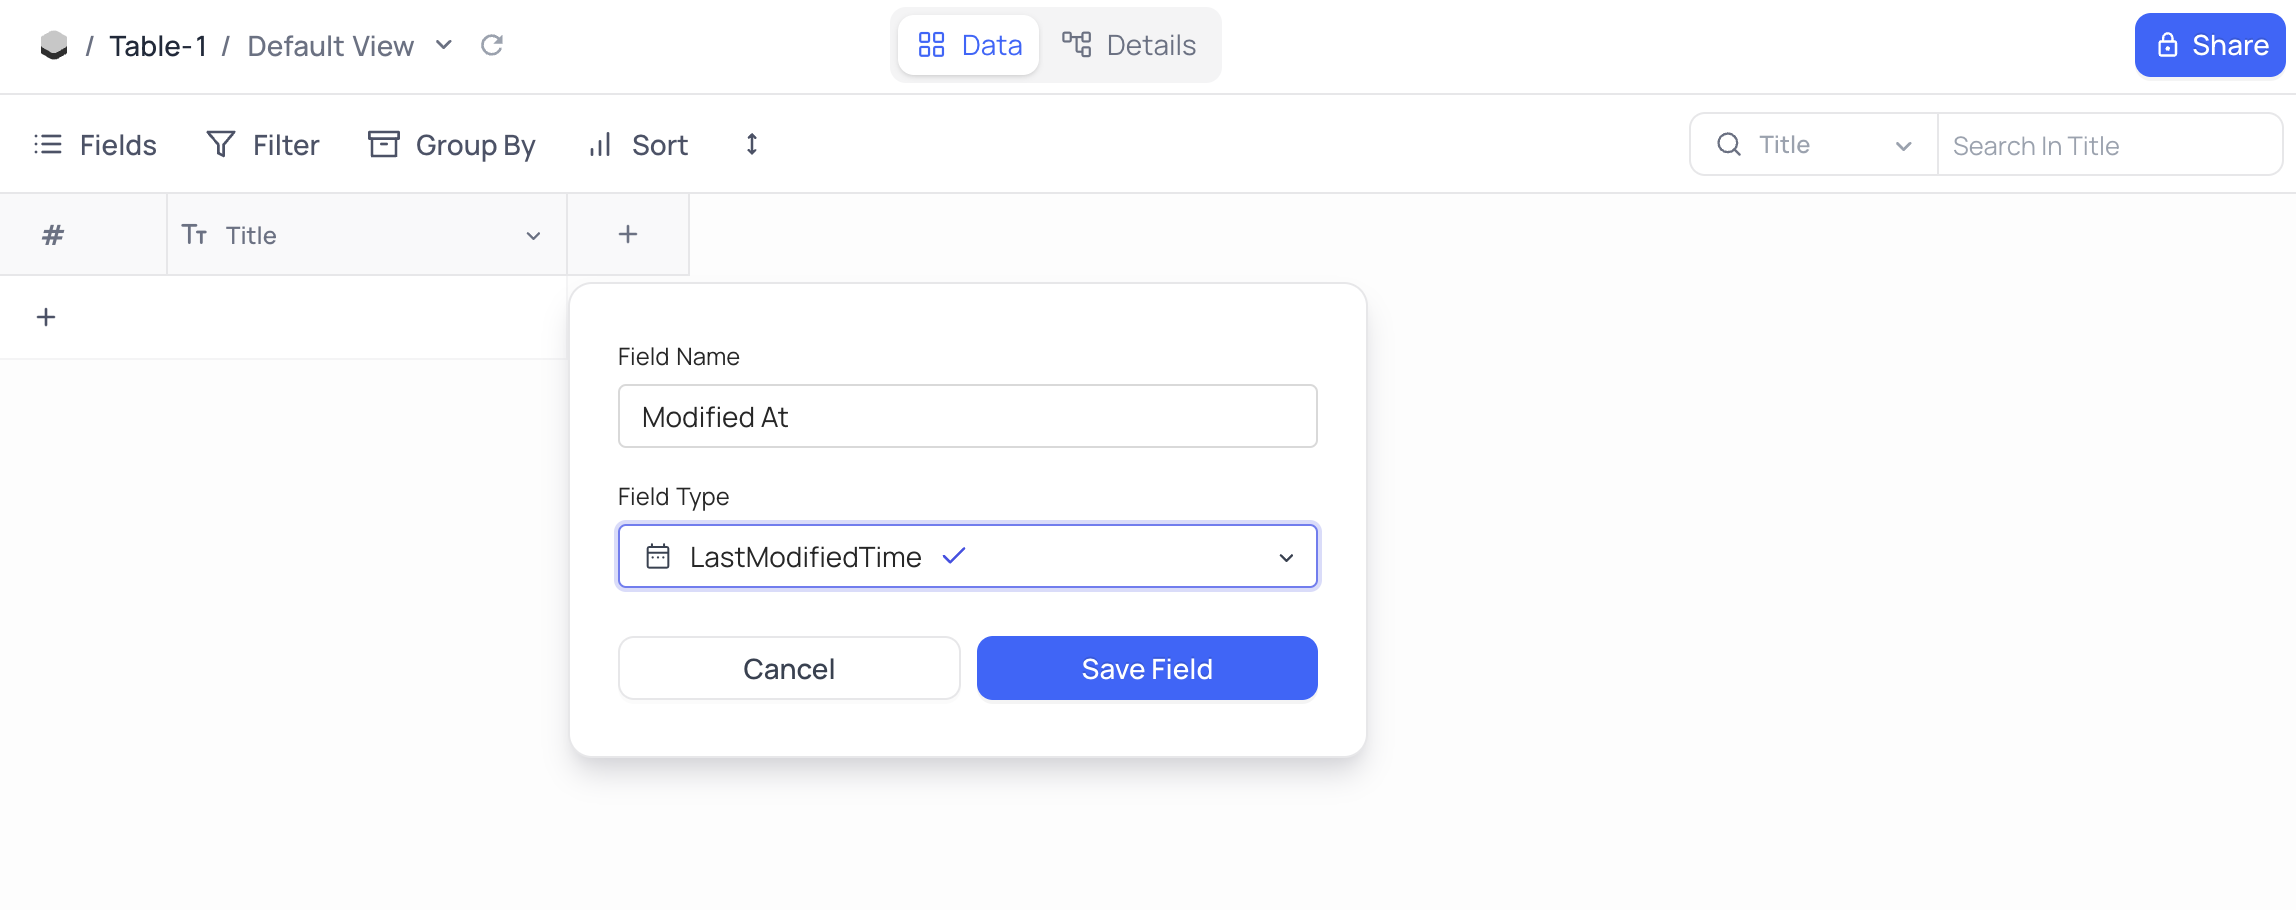 / Table-1 / Default View
Data
Details
Share
Fields
Filter
Group By
Sort
Title
Search In Title
#
Tт Title
+
+
Field Name
Modified At
Field Type
LastModifiedTime
Cancel
Save Field